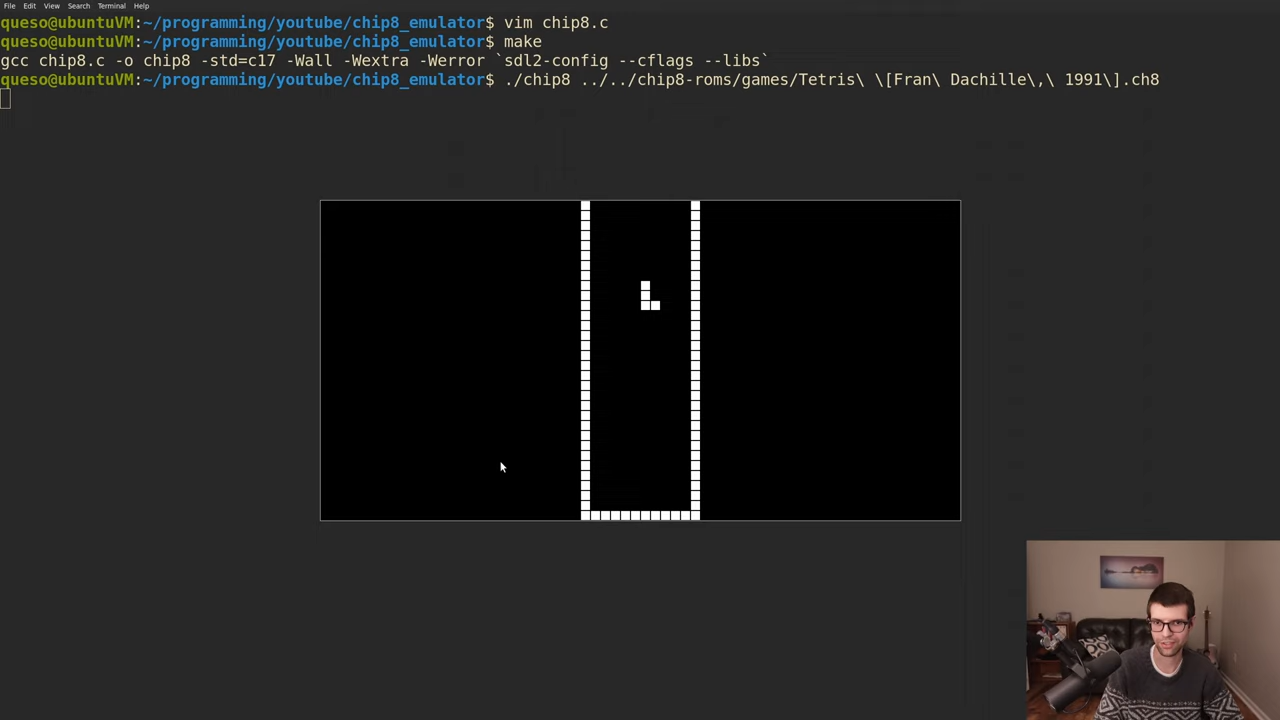 File Edit View Search Terminal Help
queso@ubuntuVM:~/programming/youtube/chip8_emulator$ vim chip8.c
queso@ubuntuVM:~/programming/youtube/chip8_emulator$ make
gcc chip8.c -o chip8 -std=c17 -Wall -Wextra -Werror `sdl2-config --cflags --libs`
queso@ubuntuVM:~/programming/youtube/chip8_emulator$ ./chip8 ../../chip8-roms/games/Tetris\ \[Fran\ Dachille\,\ 1991\].ch8